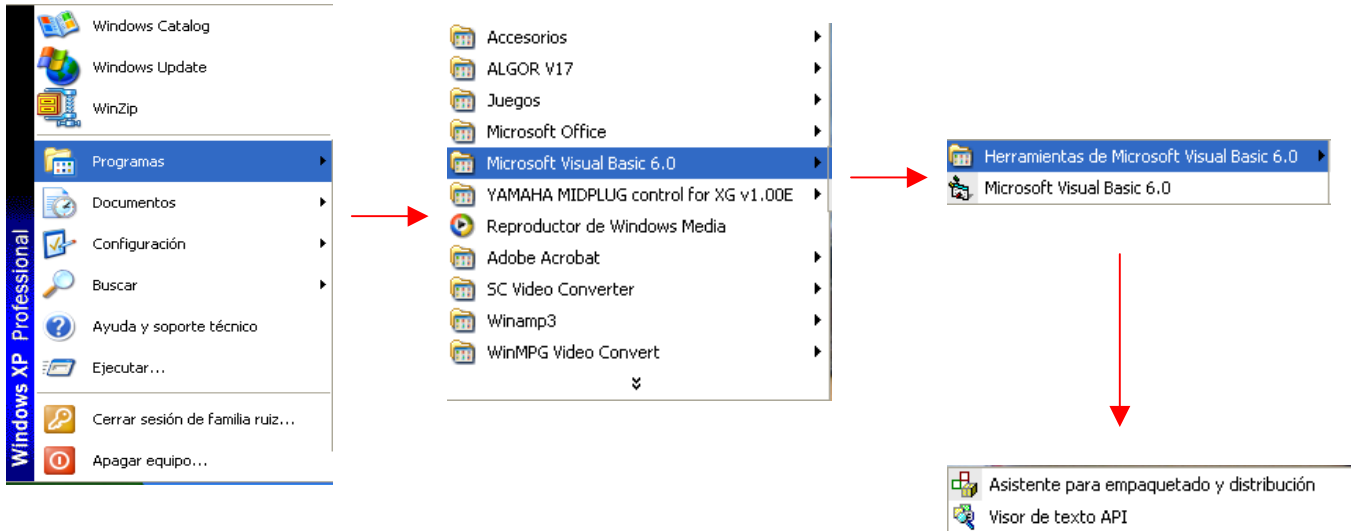 Windows XP Professional
Windows Catalog
Windows Update
WinZip
Programas
Documentos
Configuración
Buscar
Ayuda y soporte técnico
Ejecutar...
Cerrar sesión de familia ruiz...
Apagar equipo...
Accesorios
ALGOR V17
Juegos
Microsoft Office
Microsoft Visual Basic 6.0
YAMAHA MIDPLUG control for XG v1.00E
Reproductor de Windows Media
Adobe Acrobat
SC Video Converter
Winamp3
WinMPG Video Convert
Herramientas de Microsoft Visual Basic 6.0
Microsoft Visual Basic 6.0
Asistente para empaquetado y distribución
Visor de texto API